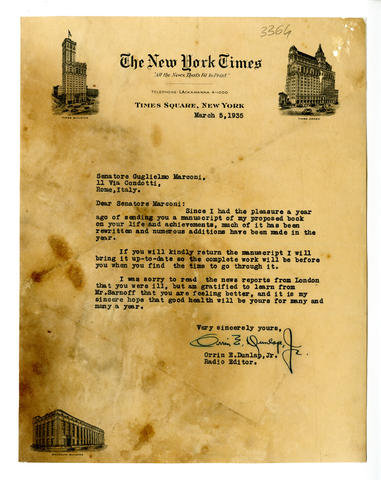 3364
The New York Times
"All the News That's Fit to Print"
TELEPHONE LACKAWANNA 4-1000
TIMES SQUARE, NEW YORK
TIMES BUILDING
TIMES ANNEX
March 5, 1935
Senatore Guglielmo Marconi,
11 Via Condotti,
Rome, Italy.
Dear Senatore Marconi:
Since I had the pleasure a year
ago of sending you a manuscript of my proposed book
on your life and achievements, much of it has been
rewritten and numerous additions have been made in the
year.
If you will kindly return the manuscript I will
bring it up-to-date so the complete work will be before
you when you find the time to go through it.
I was sorry to read the news reports from London
that you were ill, but am gratified to learn from
Mr.Sarnoff that you are feeling better, and it is my
sincere hope that good health will be yours for many and
many a year.
Very sincerely yours,
Orrin E. Dunlap, Jr.
Orrin E.Dunlap,Jr.
Radio Editor.
BROOKLYN BUILDING